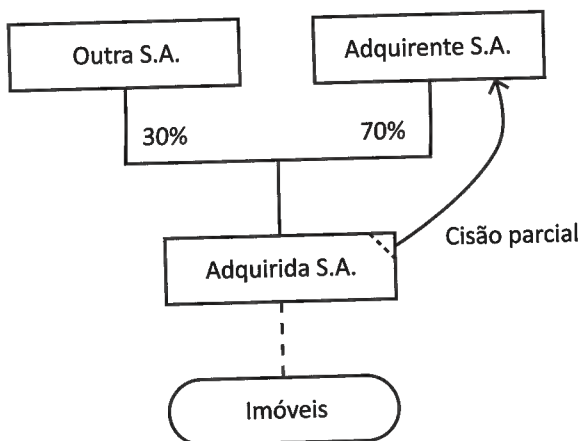 Outra S.A.
Adquirente S.A.
30%
70%
Cisão parcial
Adquirida S.A.
Imóveis